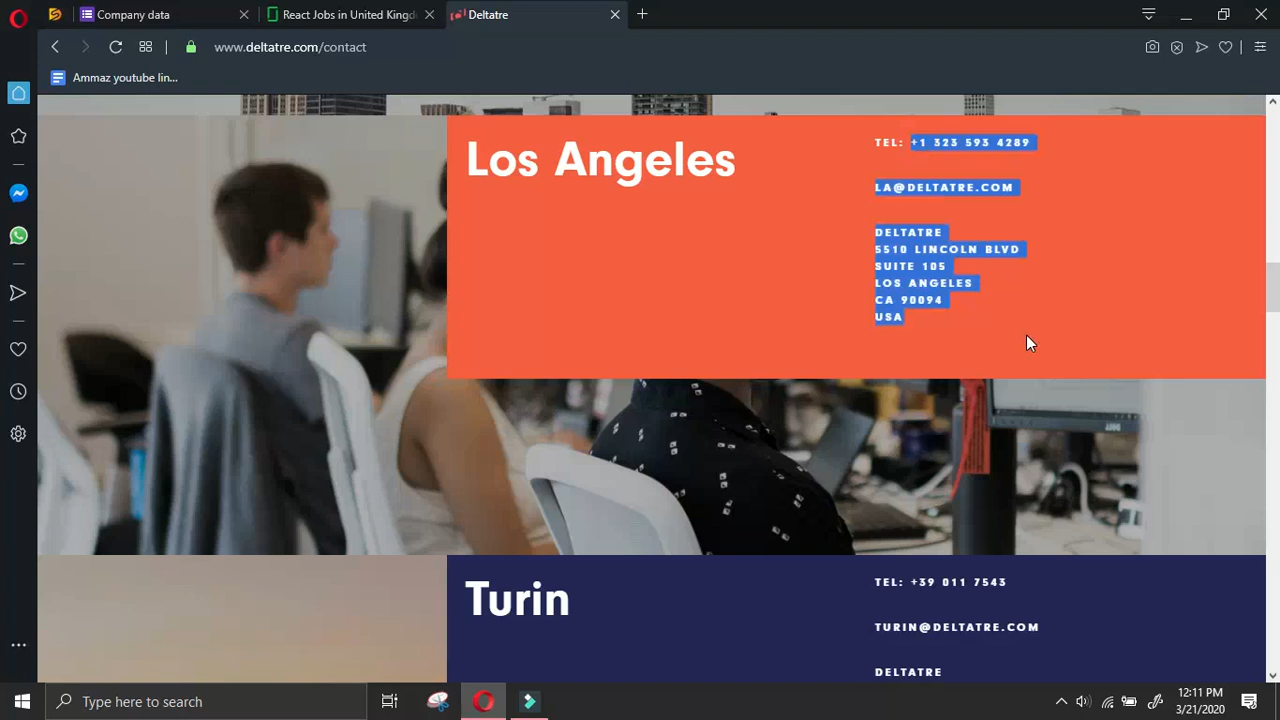 Company data
React Jobs in United Kingd
Deltatre
www.deltatre.com/contact
Ammaz youtube lin...
Los Angeles
TEL: +1 323 593 4289
LA@DELTATRE.COM
DELTATRE
5510 LINCOLN BLVD
SUITE 105
LOS ANGELES
CA 90094
USA
Turin
TEL: +39 011 7543
TURIN@DELTATRE.COM
DELTATRE
Type here to search
12:11 PM
3/21/2020